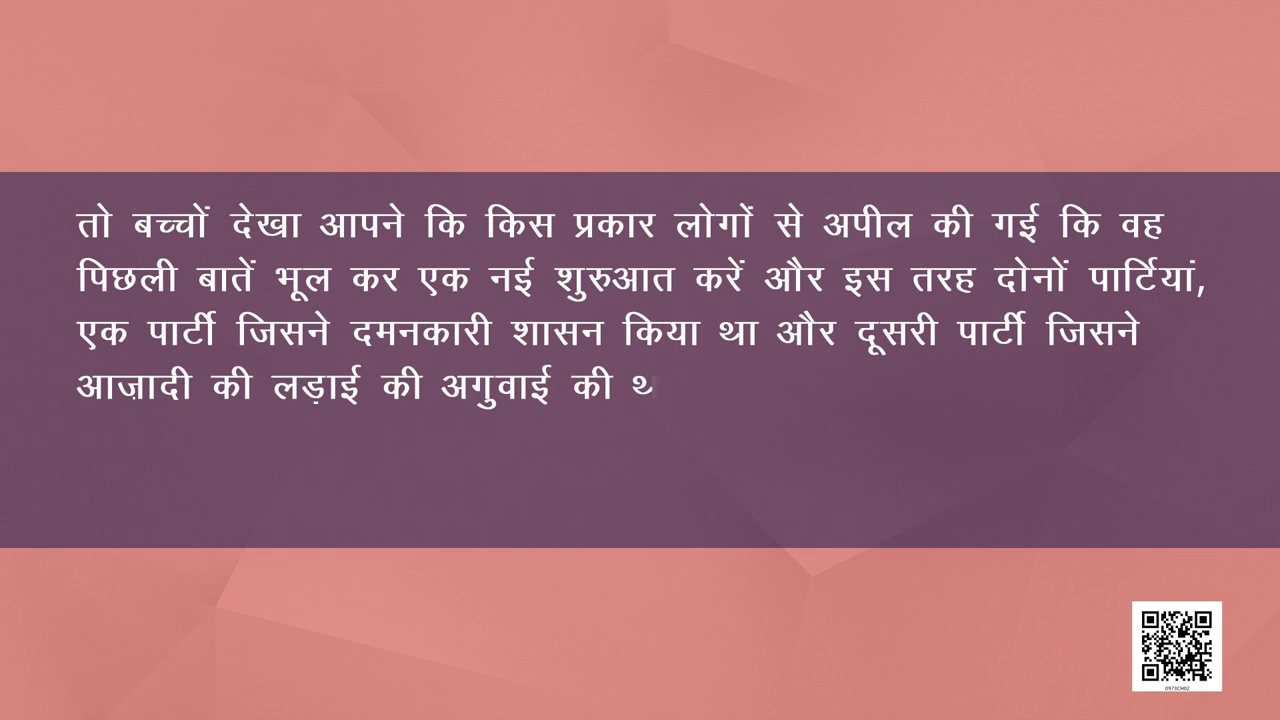 तो बच्चों देखा आपने कि किस प्रकार लोगों से अपील की गई कि वह
पिछली बातें भूल कर एक नई शुरुआत करें और इस तरह दोनों पार्टियां,
एक पार्टी जिसने दमनकारी शासन किया था और दूसरी पार्टी जिसने
आज़ादी की लड़ाई की अगुवाई की
0973CH02